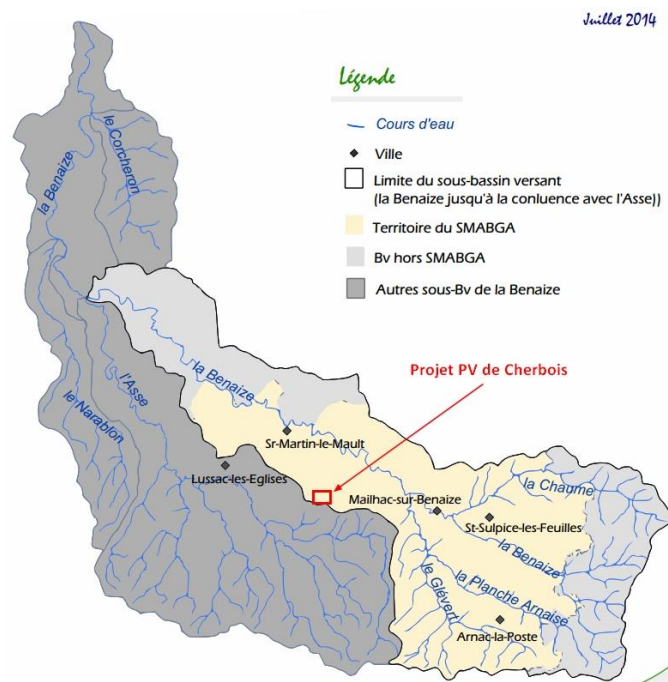 Juillet 2014
Légende
Cours d'eau
Ville
Limite du sous-bassin versant
(la Benaize jusqu'à la confluence avec l'Asse))
Territoire du SMABGA
Bv hors SMABGA
Autres sous-Bv de la Benaize
le Corcheron
la Benaize
l'Asse
le Narablon
la Benaize
Projet PV de Cherbois
Sr-Martin-le-Mault
Lussac-les-Eglises
Mailhac-sur-Benaize
la Chaume
St-Sulpice-les-Feuilles
la Benaize
le Glévert
la Planche Arnaise
Arnac-la-Poste